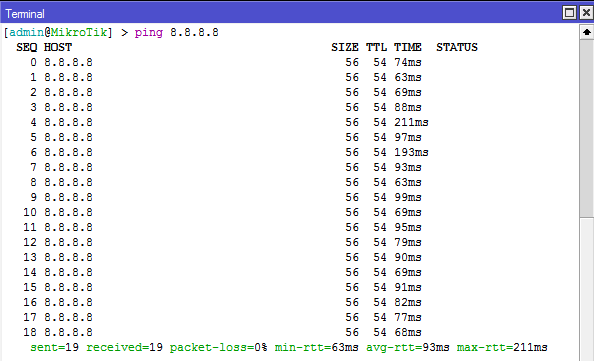 Terminal
[admin@MikroTik] > ping 8.8.8.8
SEQ HOST SIZE TTL TIME STATUS
0 8.8.8.8 56 54 74ms
1 8.8.8.8 56 54 63ms
2 8.8.8.8 56 54 69ms
3 8.8.8.8 56 54 88ms
4 8.8.8.8 56 54 211ms
5 8.8.8.8 56 54 97ms
6 8.8.8.8 56 54 193ms
7 8.8.8.8 56 54 93ms
8 8.8.8.8 56 54 63ms
9 8.8.8.8 56 54 99ms
10 8.8.8.8 56 54 69ms
11 8.8.8.8 56 54 95ms
12 8.8.8.8 56 54 79ms
13 8.8.8.8 56 54 90ms
14 8.8.8.8 56 54 69ms
15 8.8.8.8 56 54 91ms
16 8.8.8.8 56 54 82ms
17 8.8.8.8 56 54 77ms
18 8.8.8.8 56 54 68ms
sent=19 received=19 packet-loss=0% min-rtt=63ms avg-rtt=93ms max-rtt=211ms